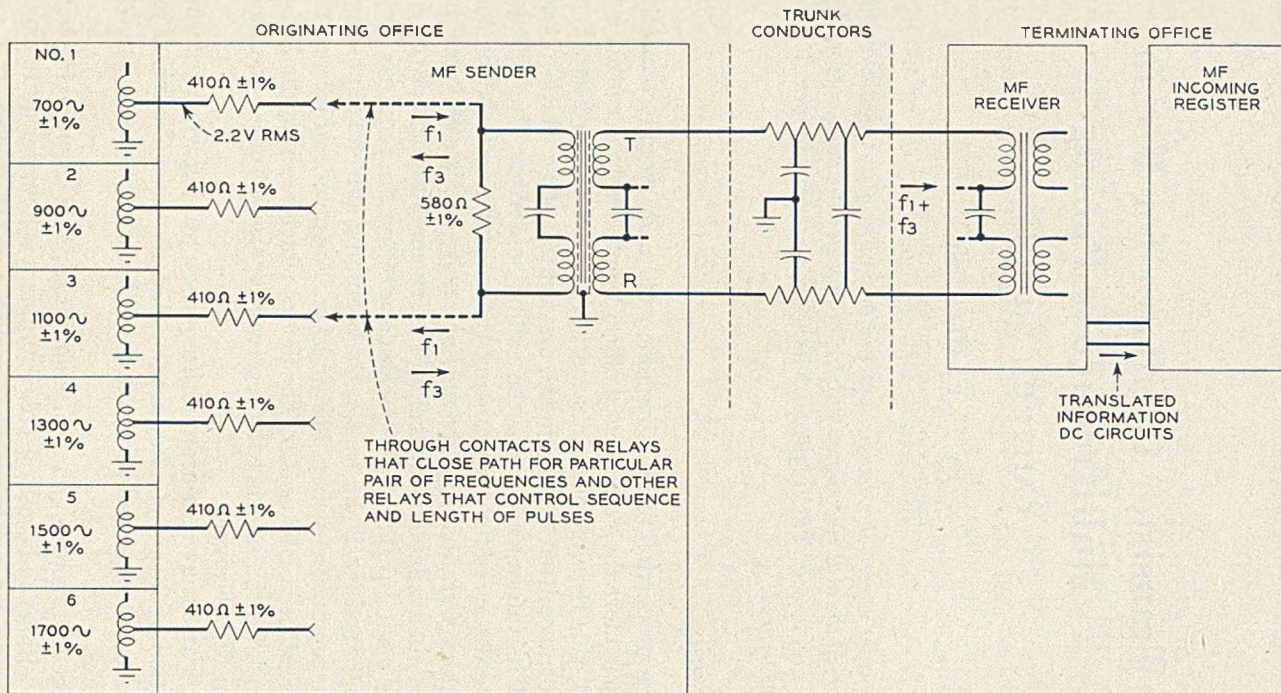 ORIGINATING OFFICE
TRUNK
CONDUCTORS
TERMINATING OFFICE
NO. 1
700~
±1%
410Ω ±1%
2.2V RMS
2
900~
±1%
410Ω ±1%
3
1100~
±1%
410Ω ±1%
4
1300~
±1%
410Ω ±1%
5
1500~
±1%
410Ω ±1%
6
1700~
±1%
410Ω ±1%
MF SENDER
f1
f3
580Ω
±1%
f1
f3
T
R
THROUGH CONTACTS ON RELAYS
THAT CLOSE PATH FOR PARTICULAR
PAIR OF FREQUENCIES AND OTHER
RELAYS THAT CONTROL SEQUENCE
AND LENGTH OF PULSES
f1+
f3
MF
RECEIVER
MF
INCOMING
REGISTER
TRANSLATED
INFORMATION
DC CIRCUITS